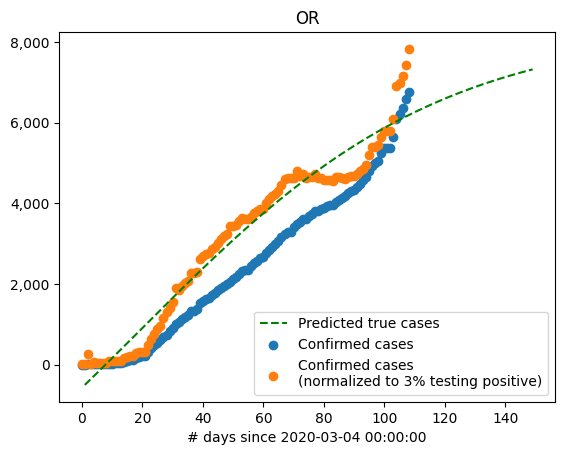 OR
8,000
6,000
4,000
2,000
0
Predicted true cases
Confirmed cases
Confirmed cases
(normalized to 3% testing positive)
0 20 40 60 80 100 120 140
# days since 2020-03-04 00:00:00